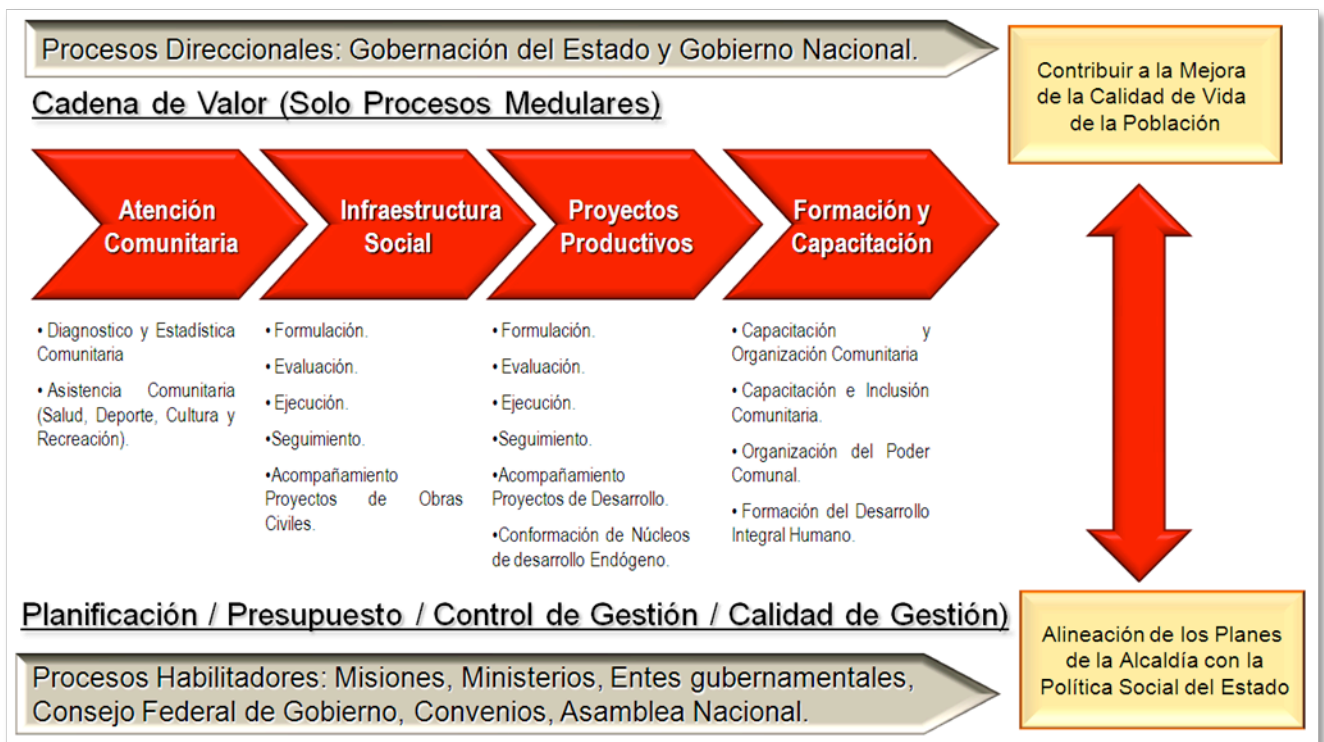 Procesos Direccionales: Gobernación del Estado y Gobierno Nacional.
Contribuir a la Mejora
de la Calidad de Vida
de la Población
Cadena de Valor (Solo Procesos Medulares)
Atención
Comunitaria
Infraestructura
Social
Proyectos
Productivos
Formación y
Capacitación
• Diagnostico y Estadística
Comunitaria
• Asistencia Comunitaria
(Salud, Deporte, Cultura y
Recreación).
• Formulación.
• Evaluación.
• Ejecución.
•Seguimiento.
•Acompañamiento
Proyectos de Obras
Civiles.
• Formulación.
• Evaluación.
• Ejecución.
•Seguimiento.
•Acompañamiento
Proyectos de Desarrollo.
•Conformación de Núcleos
de desarrollo Endógeno.
• Capacitación y
Organización Comunitaria
• Capacitación e Inclusión
Comunitaria.
• Organización del Poder
Comunal.
• Formación del Desarrollo
Integral Humano.
Planificación / Presupuesto / Control de Gestión / Calidad de Gestión)
Alineación de los Planes
de la Alcaldía con la
Política Social del Estado
Procesos Habilitadores: Misiones, Ministerios, Entes gubernamentales,
Consejo Federal de Gobierno, Convenios, Asamblea Nacional.